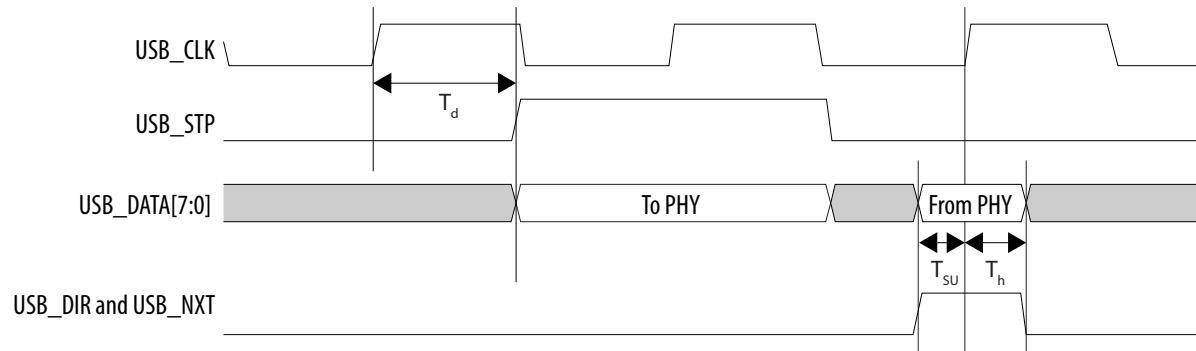 USB_CLK
T_d
USB_STP
USB_DATA[7:0]
To PHY
From PHY
T_SU
T_h
USB_DIR and USB_NXT